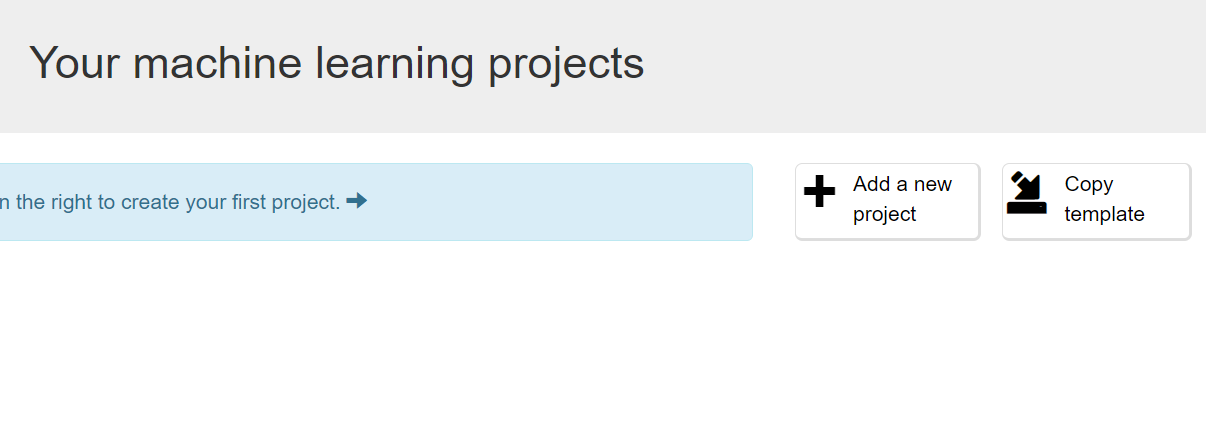 Your machine learning projects
n the right to create your first project.
Add a new
project
Copy
template